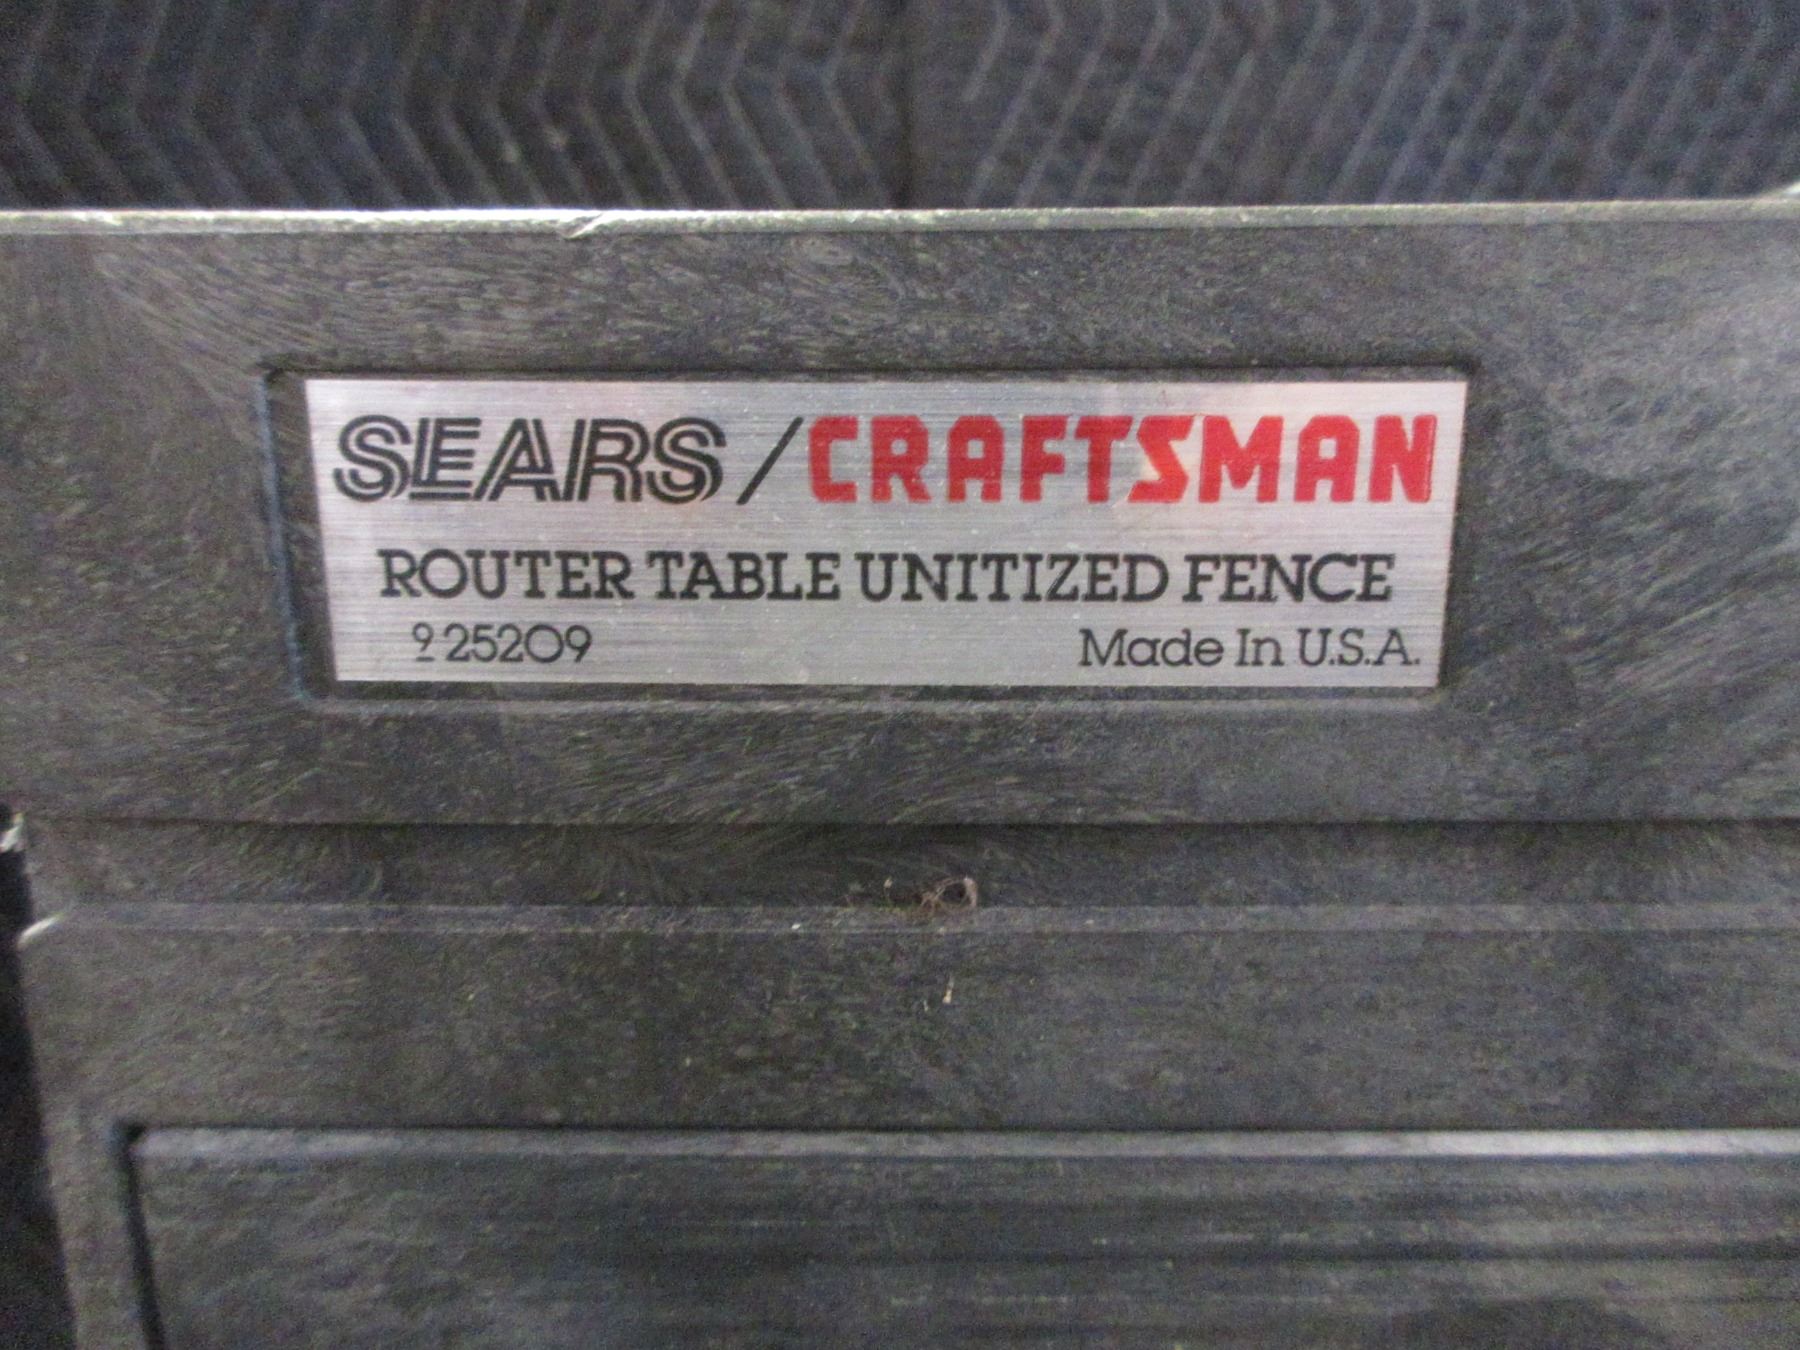 SEARS / CRAFTSMAN
ROUTER TABLE UNITIZED FENCE
9 25209 Made In U.S.A.